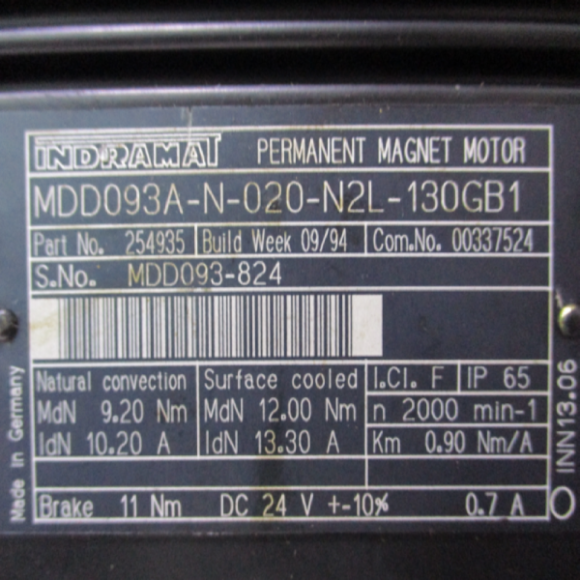 INDRAMAT PERMANENT MAGNET MOTOR
MDD093A-N-020-N2L-130GB1
Part No. 254935 Build Week 09/94 Com.No. 00337524
S.No. MDD093-824
Natural convection Surface cooled I.Cl. F IP 65
MdN 9.20 Nm MdN 12.00 Nm n 2000 min-1
IdN 10.20 A IdN 13.30 A Km 0.90 Nm/A
Brake 11 Nm DC 24 V +-10% 0.7 A
Made in Germany
INN13.06